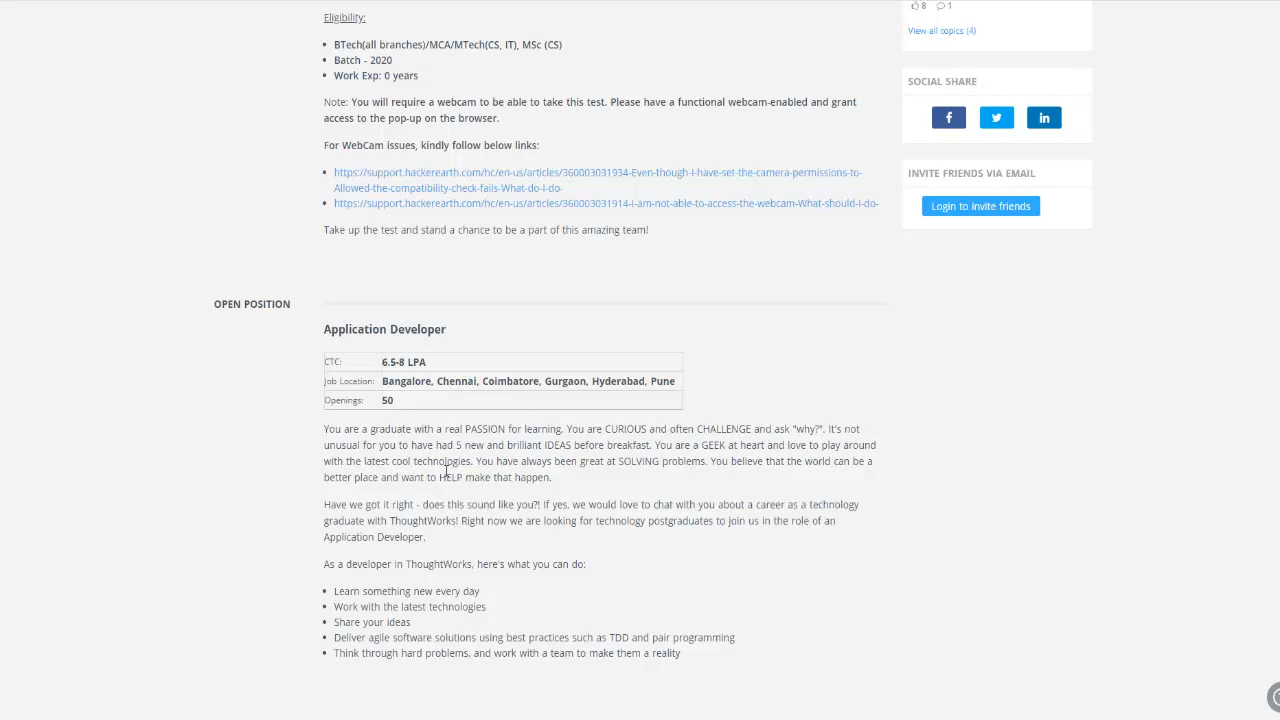 Eligibility:
BTech(all branches)/MCA/MTech(CS, IT), MSc (CS)
Batch - 2020
Work Exp: 0 years
Note: You will require a webcam to be able to take this test. Please have a functional webcam-enabled and grant
access to the pop-up on the browser.
For WebCam issues, kindly follow below links:
https://support.hackerearth.com/hc/en-us/articles/360003031934-Even-though-I-have-set-the-camera-permissions-to-
Allowed-the-compatibility-check-fails-What-do-I-do-
https://support.hackerearth.com/hc/en-us/articles/360003031914-I-am-not-able-to-access-the-webcam-What-should-I-do-
Take up the test and stand a chance to be a part of this amazing team!
OPEN POSITION
Application Developer
CTC: 6.5-8 LPA
Job Location: Bangalore, Chennai, Coimbatore, Gurgaon, Hyderabad, Pune
Openings: 50
You are a graduate with a real PASSION for learning. You are CURIOUS and often CHALLENGE and ask "why?". It's not
unusual for you to have had 5 new and brilliant IDEAS before breakfast. You are a GEEK at heart and love to play around
with the latest cool technologies. You have always been great at SOLVING problems. You believe that the world can be a
better place and want to HELP make that happen.
Have we got it right - does this sound like you?! If yes, we would love to chat with you about a career as a technology
graduate with ThoughtWorks! Right now we are looking for technology postgraduates to join us in the role of an
Application Developer.
As a developer in ThoughtWorks, here's what you can do:
Learn something new every day
Work with the latest technologies
Share your ideas
Deliver agile software solutions using best practices such as TDD and pair programming
Think through hard problems, and work with a team to make them a reality
8 1
View all topics (4)
SOCIAL SHARE
INVITE FRIENDS VIA EMAIL
Login to invite friends